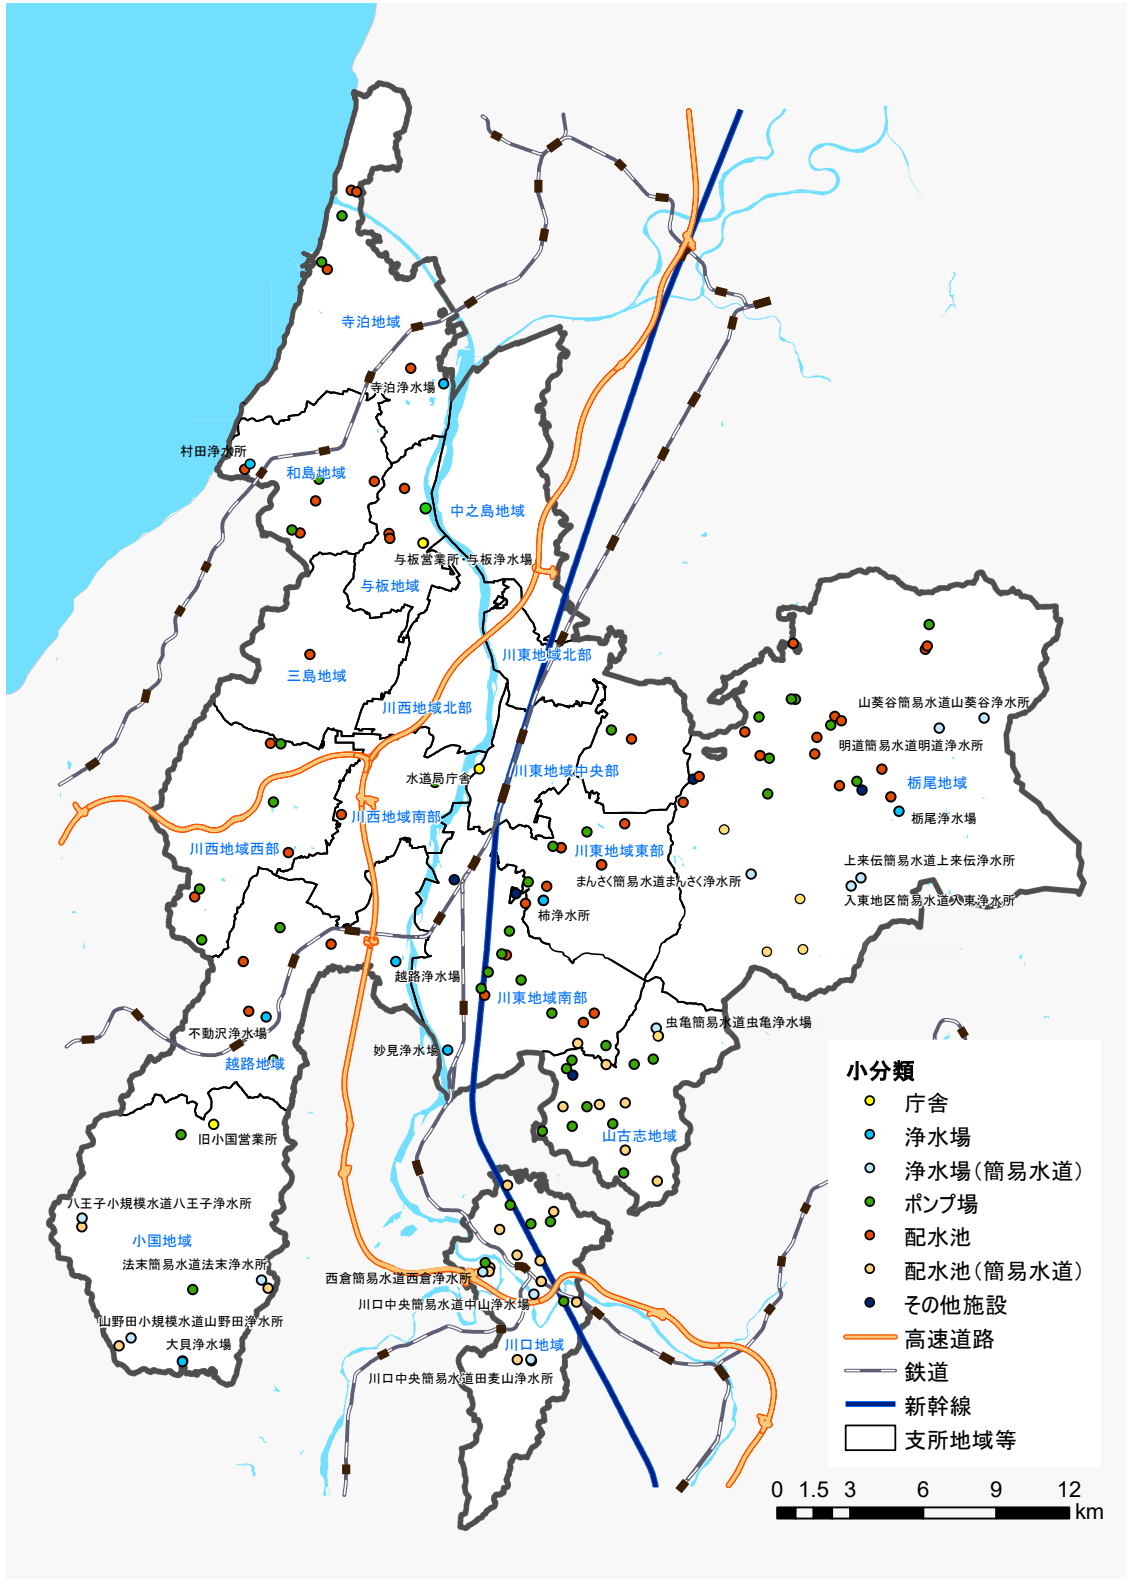 寺泊地域
寺泊浄水場
村田浄水所
和島地域
中之島地域
与板営業所・与板浄水場
与板地域
川東地域北部
三島地域
川西地域北部
山葵谷簡易水道山葵谷浄水所
明道簡易水道明道浄水所
水道局庁舎
川東地域中央部
栃尾地域
川西地域南部
栃尾浄水場
川西地域西部
川東地域東部
上来伝簡易水道上来伝浄水所
まんさく簡易水道まんさく浄水所
入東地区簡易水道入東浄水所
柿浄水所
越路浄水場
川東地域南部
虫亀簡易水道虫亀浄水場
不動沢浄水場
妙見浄水場
越路地域
旧小国営業所
山古志地域
八王子小規模水道八王子浄水所
小国地域
法末簡易水道法末浄水所
西倉簡易水道西倉浄水所
川口中央簡易水道中山浄水場
山野田小規模水道山野田浄水所
大貝浄水場
川口地域
川口中央簡易水道田麦山浄水所
小分類
庁舎
浄水場
浄水場（簡易水道）
ポンプ場
配水池
配水池（簡易水道）
その他施設
高速道路
鉄道
新幹線
支所地域等
0 1.5 3 6 9 12
km